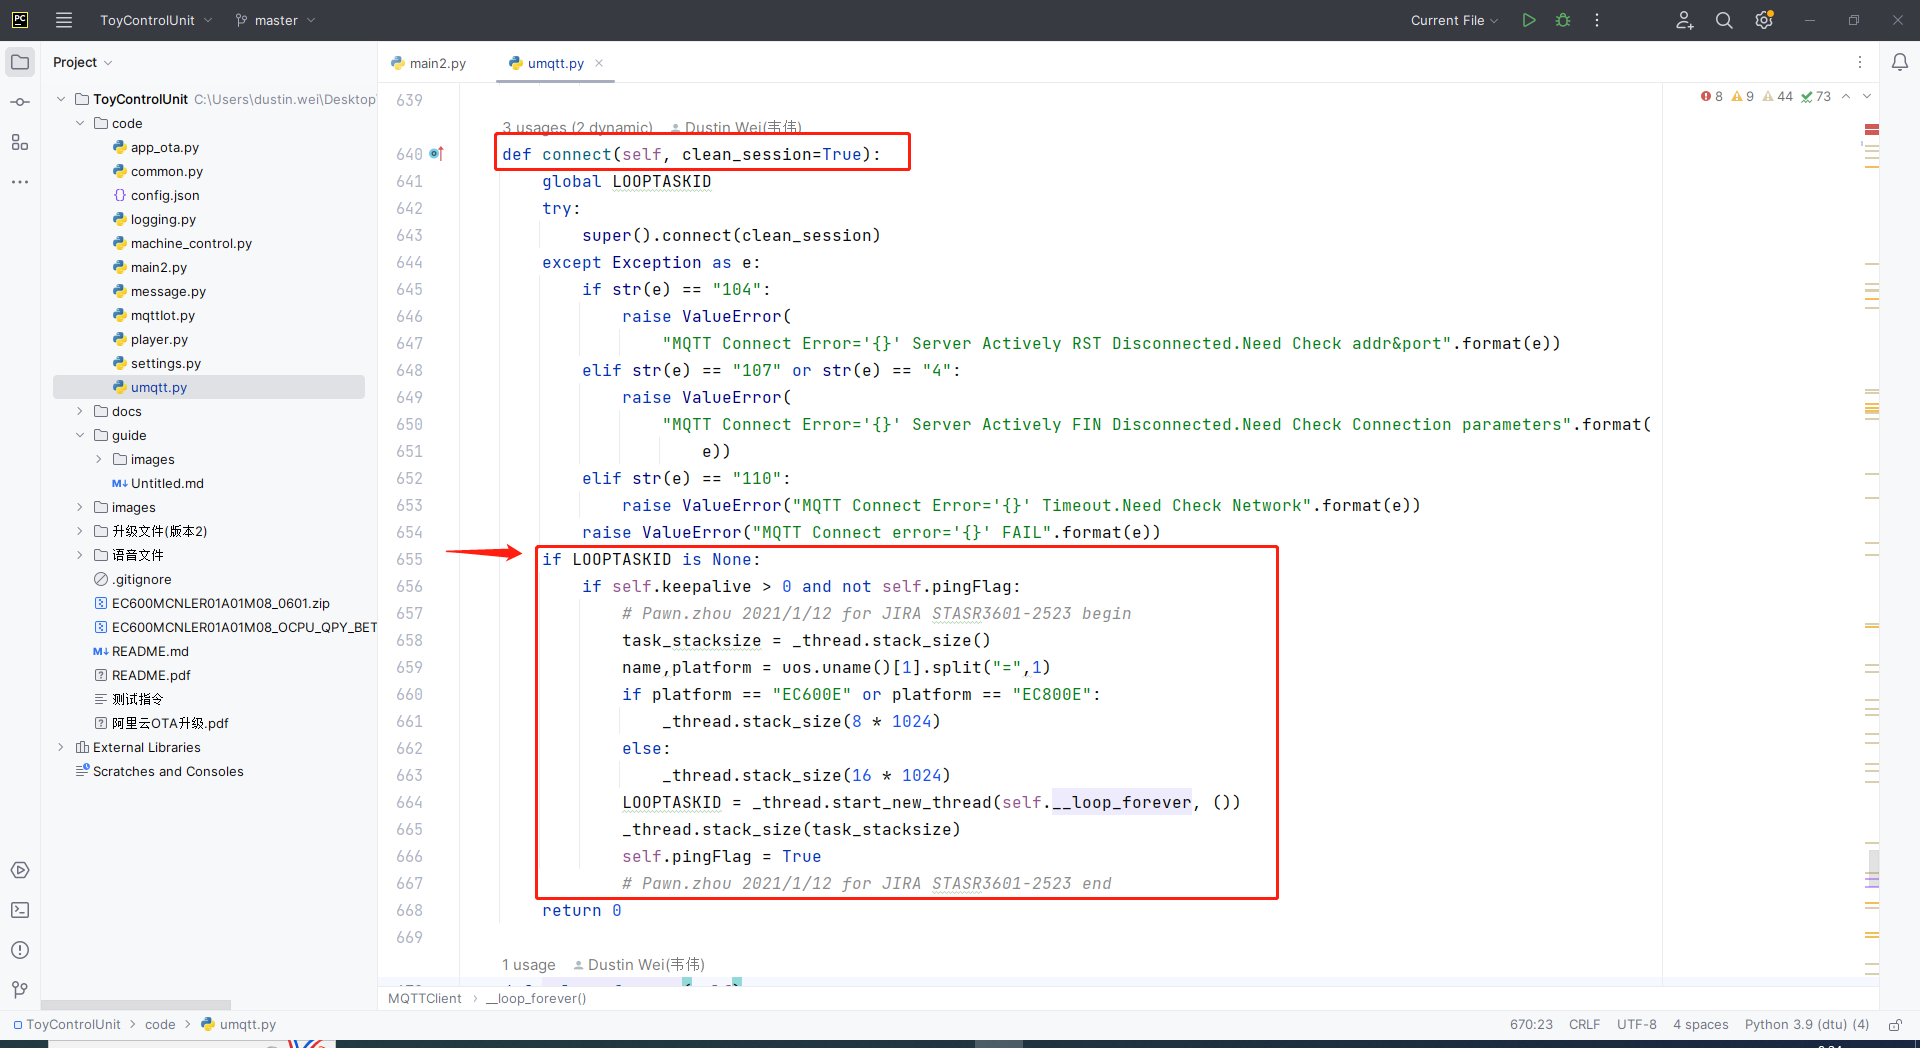 ToyControlUnit master Current File
Project main2.py umqtt.py
ToyControlUnit C:\Users\dustin.wei\Desktop\
code
app_ota.py
common.py
config.json
logging.py
machine_control.py
main2.py
message.py
mqttlot.py
player.py
settings.py
umqtt.py
docs
guide
images
Untitled.md
images
升级文件(版本2)
语音文件
.gitignore
EC600MCNLER01A01M08_0601.zip
EC600MCNLER01A01M08_OCPU_QPY_BET
README.md
README.pdf
测试指令
阿里云OTA升级.pdf
External Libraries
Scratches and Consoles
8 9 44 73
639
3 usages (2 dynamic) Dustin Wei(韦伟)
640 def connect(self, clean_session=True):
641 global LOOPTASKID
642 try:
643 super().connect(clean_session)
644 except Exception as e:
645 if str(e) == "104":
646 raise ValueError(
647 "MQTT Connect Error='{}' Server Actively RST Disconnected.Need Check addr&port".format(e))
648 elif str(e) == "107" or str(e) == "4":
649 raise ValueError(
650 "MQTT Connect Error='{}' Server Actively FIN Disconnected.Need Check Connection parameters".format(
651 e))
652 elif str(e) == "110":
653 raise ValueError("MQTT Connect Error='{}' Timeout.Need Check Network".format(e))
654 raise ValueError("MQTT Connect error='{}' FAIL".format(e))
655 if LOOPTASKID is None:
656 if self.keepalive > 0 and not self.pingFlag:
657 # Pawn.zhou 2021/1/12 for JIRA STASR3601-2523 begin
658 task_stacksize = _thread.stack_size()
659 name,platform = uos.uname()[1].split("=",1)
660 if platform == "EC600E" or platform == "EC800E":
661 _thread.stack_size(8 * 1024)
662 else:
663 _thread.stack_size(16 * 1024)
664 LOOPTASKID = _thread.start_new_thread(self.__loop_forever, ())
665 _thread.stack_size(task_stacksize)
666 self.pingFlag = True
667 # Pawn.zhou 2021/1/12 for JIRA STASR3601-2523 end
668 return 0
669
1 usage Dustin Wei(韦伟)
MQTTClient __loop_forever()
ToyControlUnit code umqtt.py 670:23 CRLF UTF-8 4 spaces Python 3.9 (dtu) (4)